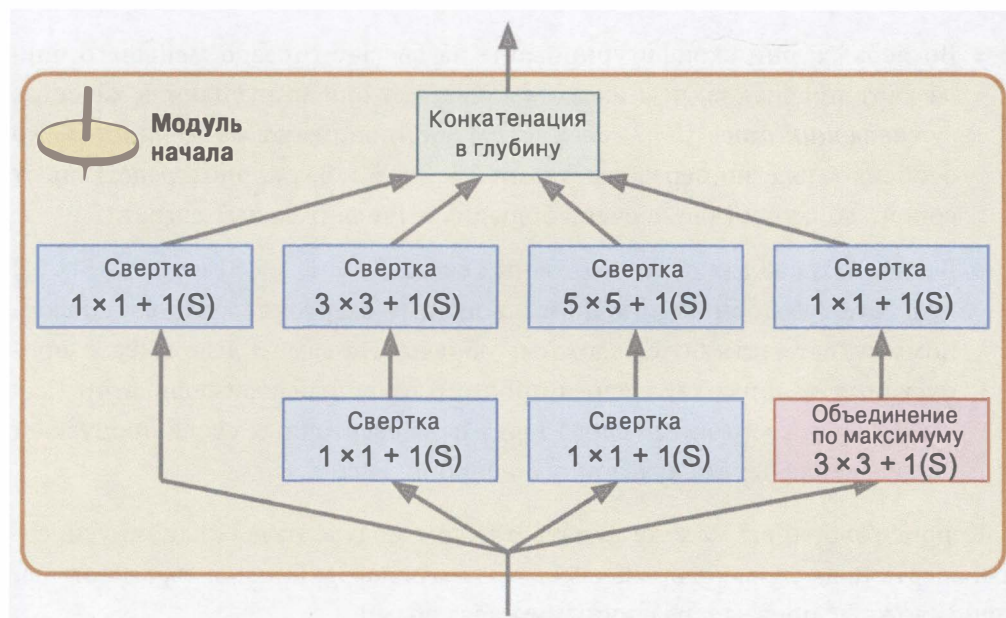 Модуль
начала
Конкатенация
в глубину
Свертка
1 × 1 + 1(S)
Свертка
3 × 3 + 1(S)
Свертка
5 × 5 + 1(S)
Свертка
1 × 1 + 1(S)
Свертка
1 × 1 + 1(S)
Свертка
1 × 1 + 1(S)
Объединение
по максимуму
3 × 3 + 1(S)